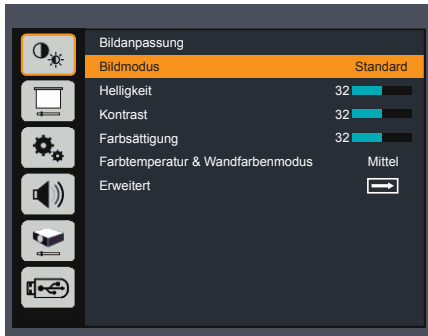 Bildanpassung
Bildmodus Standard
Helligkeit 32
Kontrast 32
Farbsättigung 32
Farbtemperatur & Wandfarbenmodus Mittel
Erweitert